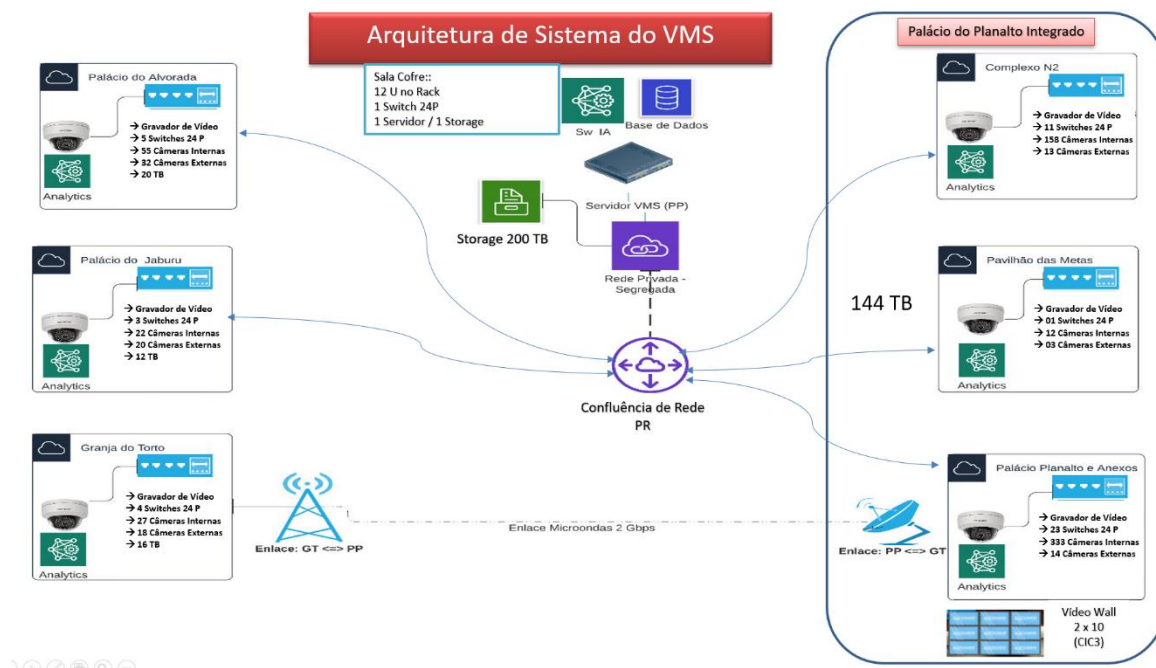 Arquitetura de Sistema do VMS
Sala Cofre::
12 U no Rack
1 Switch 24P
1 Servidor / 1 Storage
Sw IA
Base de Dados
Servidor VMS (PP)
Storage 200 TB
Rede Privada -
Segregada
Confluência de Rede
PR
Palácio do Alvorada
→ Gravador de Vídeo
→ 5 Switches 24 P
→ 55 Câmeras Internas
→ 32 Câmeras Externas
→ 20 TB
Analytics
Palácio do Jaburu
→ Gravador de Vídeo
→ 3 Switches 24 P
→ 22 Câmeras Internas
→ 20 Câmeras Externas
→ 12 TB
Analytics
Granja do Torto
→ Gravador de Vídeo
→ 4 Switches 24 P
→ 27 Câmeras Internas
→ 18 Câmeras Externas
→ 16 TB
Analytics
Enlace: GT <=> PP
Enlace Microondas 2 Gbps
Enlace: PP <=> GT
Palácio do Planalto Integrado
Complexo N2
→ Gravador de Vídeo
→ 11 Switches 24 P
→ 158 Câmeras Internas
→ 13 Câmeras Externas
Analytics
144 TB
Pavilhão das Metas
→ Gravador de Vídeo
→ 01 Switches 24 P
→ 12 Câmeras Internas
→ 03 Câmeras Externas
Analytics
Palácio Planalto e Anexos
→ Gravador de Vídeo
→ 23 Switches 24 P
→ 333 Câmeras Internas
→ 14 Câmeras Externas
Analytics
Vídeo Wall
2 x 10
(CIC3)